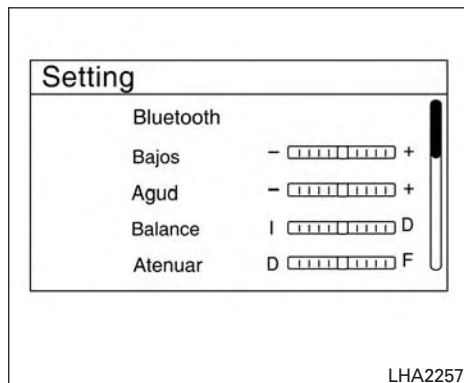 Setting
Bluetooth
Bajos - +
Agud - +
Balance I D
Atenuar D F
LHA2257